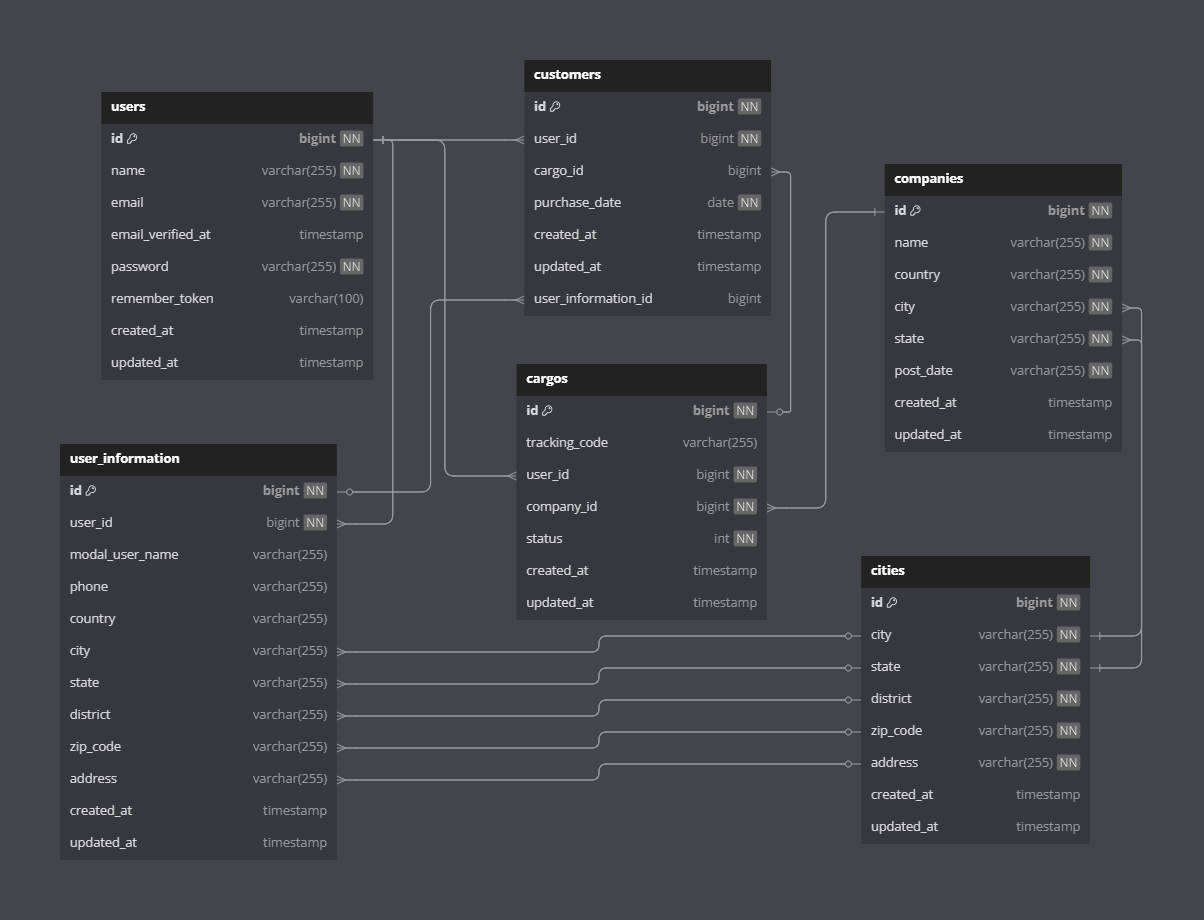 users
id bigint NN
name varchar(255) NN
email varchar(255) NN
email_verified_at timestamp
password varchar(255) NN
remember_token varchar(100)
created_at timestamp
updated_at timestamp
customers
id bigint NN
user_id bigint NN
cargo_id bigint
purchase_date date NN
created_at timestamp
updated_at timestamp
user_information_id bigint
companies
id bigint NN
name varchar(255) NN
country varchar(255) NN
city varchar(255) NN
state varchar(255) NN
post_date varchar(255) NN
created_at timestamp
updated_at timestamp
cargos
id bigint NN
tracking_code varchar(255)
user_id bigint NN
company_id bigint NN
status int NN
created_at timestamp
updated_at timestamp
user_information
id bigint NN
user_id bigint NN
modal_user_name varchar(255)
phone varchar(255)
country varchar(255)
city varchar(255)
state varchar(255)
district varchar(255)
zip_code varchar(255)
address varchar(255)
created_at timestamp
updated_at timestamp
cities
id bigint NN
city varchar(255) NN
state varchar(255) NN
district varchar(255) NN
zip_code varchar(255) NN
address varchar(255) NN
created_at timestamp
updated_at timestamp